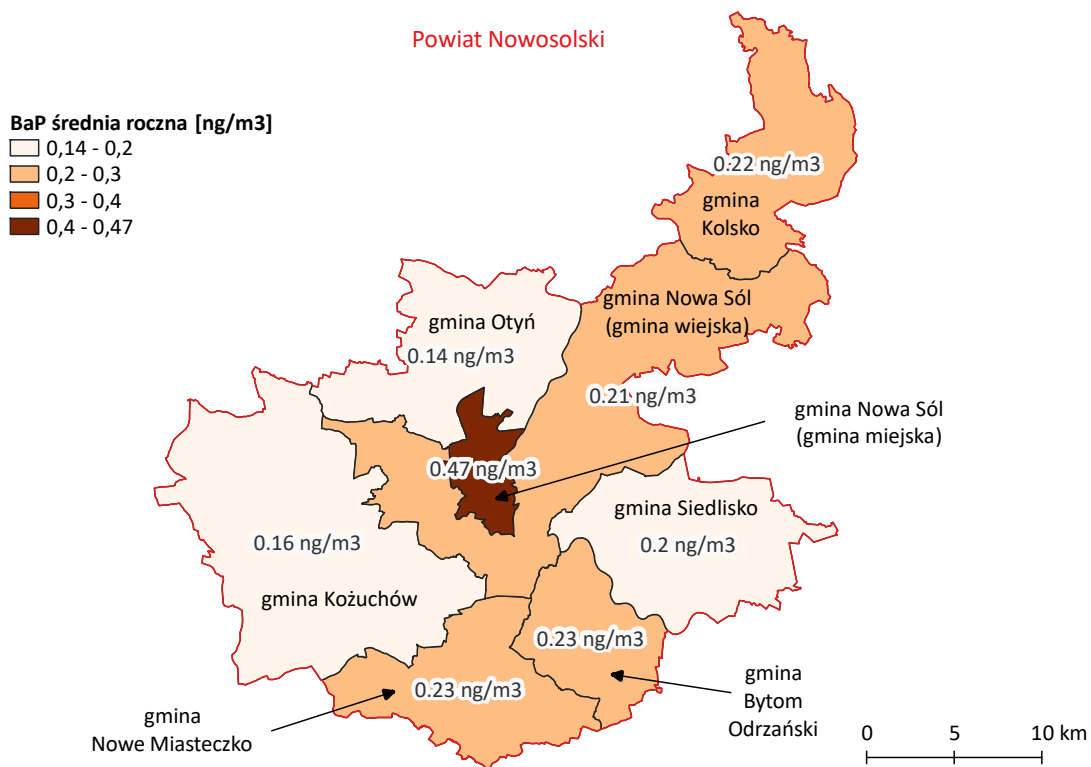 Powiat Nowosolski
BaP średnia roczna [ng/m3]
0,14 - 0,2
0,2 - 0,3
0,3 - 0,4
0,4 - 0,47
0.22 ng/m3
gmina
Kolsko
gmina Nowa Sól
(gmina wiejska)
gmina Otyń
0.14 ng/m3
0.21 ng/m3
gmina Nowa Sól
(gmina miejska)
0.47 ng/m3
gmina Siedlisko
0.2 ng/m3
0.16 ng/m3
gmina Kożuchów
0.23 ng/m3
0.23 ng/m3
gmina
Bytom
Odrzański
gmina
Nowe Miasteczko
0 5 10 km